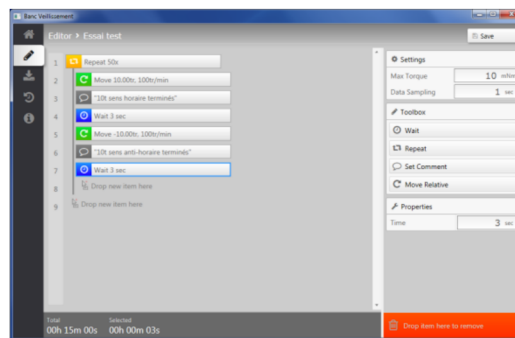 Banc Veillissement
Editor > Essai test
Save
1
Repeat 50x
2
Move 10.00tr, 100tr/min
3
"10t sens horaire terminés"
4
Wait 3 sec
5
Move -10.00tr, 100tr/min
6
"10t sens anti-horaire terminés"
7
Wait 3 sec
8
Drop new item here
9
Drop new item here
Settings
Max Torque 10
Data Sampling 1 sec
Toolbox
Wait
Repeat
Set Comment
Move Relative
Properties
Time 3 sec
Total Selected
00h 15m 00s 00h 00m 03s
Drop item here to remove